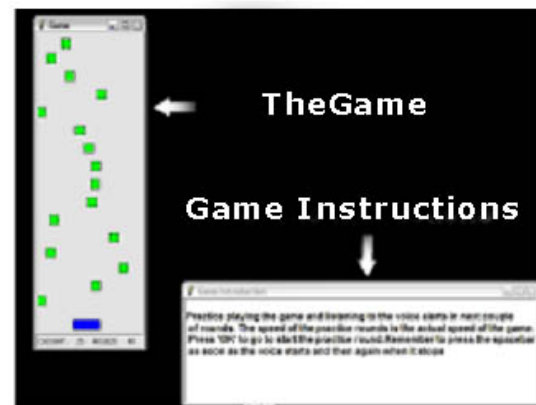 Game
TheGame
Game Instructions
Practice playing the game and listening to the voice alerts in next couple
of rounds. The speed of the practice rounds is the actual speed of the game.
Press 'OK' to go to start the practice round.Remember to press the spacebar
as soon as the voice starts and then again when it stops